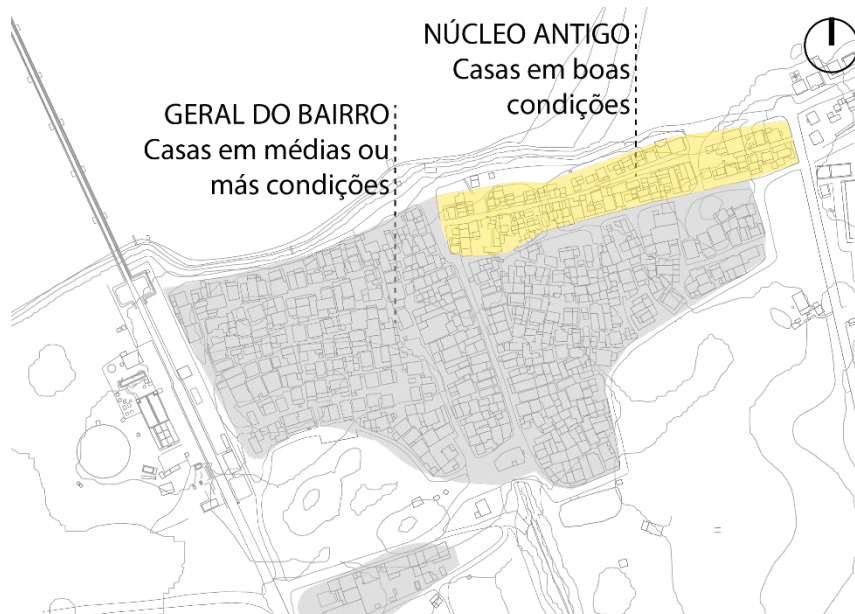 NÚCLEO ANTIGO
Casas em boas
condições
GERAL DO BAIRRO
Casas em médias ou
más condições